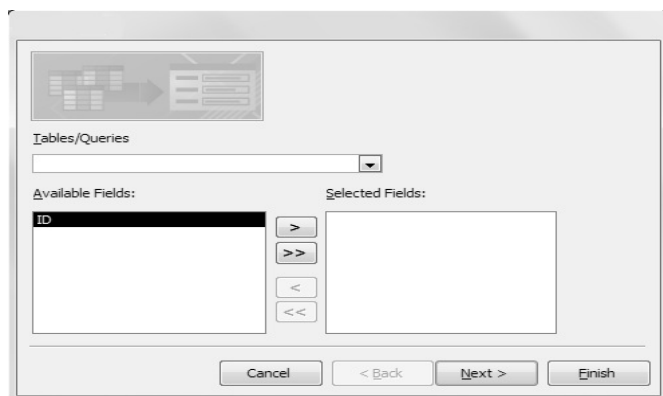 Tables/Queries
Available Fields:
Selected Fields:
ID
>
>>
<
<<
Cancel
< Back
Next >
Finish